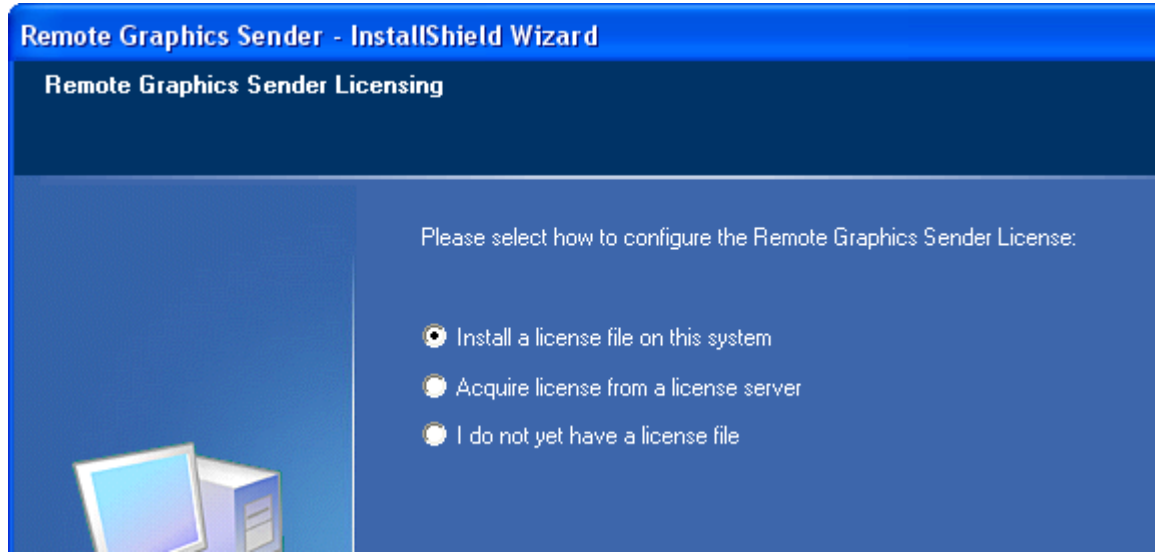 Remote Graphics Sender - InstallShield Wizard
Remote Graphics Sender Licensing
Please select how to configure the Remote Graphics Sender License:
Install a license file on this system
Acquire license from a license server
I do not yet have a license file